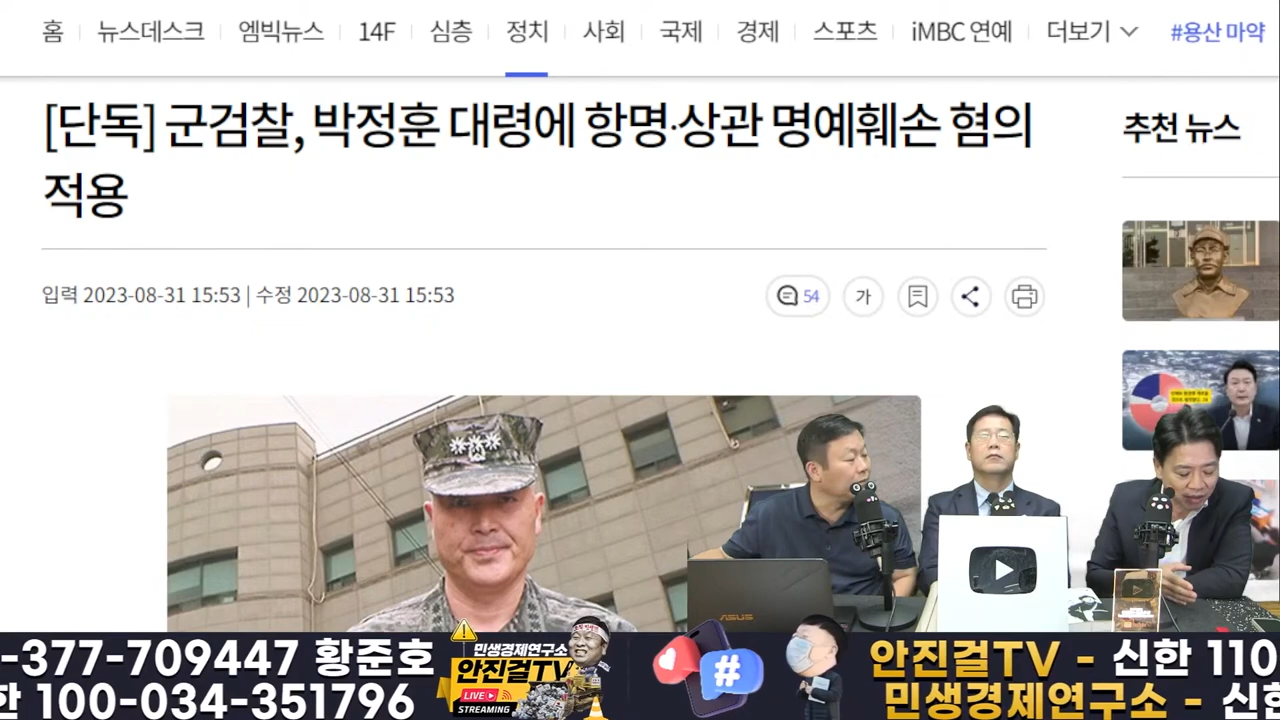 홈 뉴스데스크 엠빅뉴스 14F 심층 정치 사회 국제 경제 스포츠 iMBC 연예 더보기 #용산 마약
[단독] 군검찰, 박정훈 대령에 항명·상관 명예훼손 혐의
적용
추천 뉴스
입력 2023-08-31 15:53 | 수정 2023-08-31 15:53
54
가
ASUS
-377-709447 황준호
한 100-034-351796
민생경제연구소
안진걸TV
LIVE
STREAMING
#
안진걸TV - 신한 110
민생경제연구소 - 신한